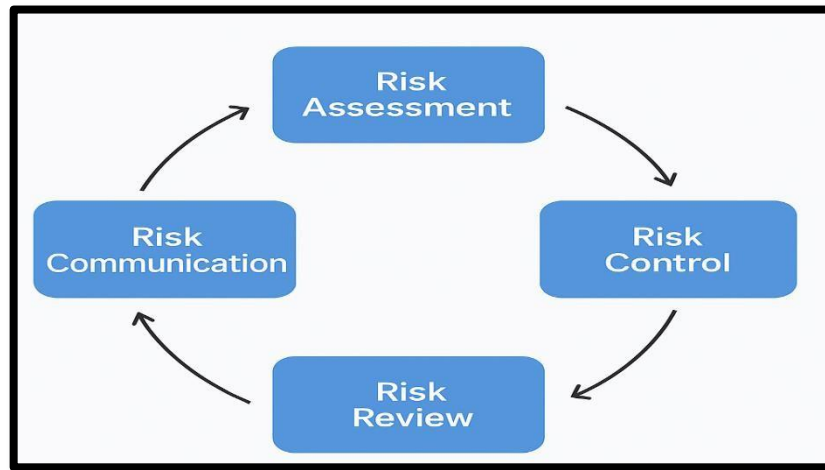 Risk
Assessment
Risk
Control
Risk
Review
Risk
Communication